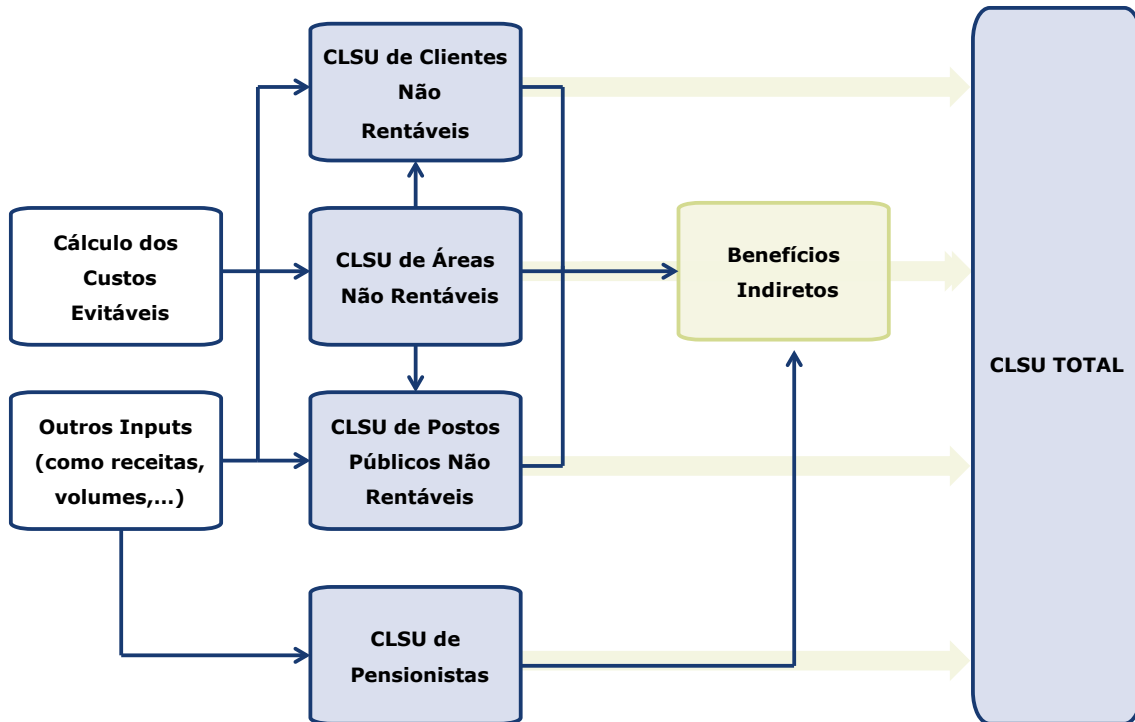 CLSU de Clientes
Não
Rentáveis
Cálculo dos
Custos
Evitáveis
CLSU de Áreas
Não Rentáveis
Benefícios
Indiretos
CLSU TOTAL
Outros Inputs
(como receitas,
volumes,...)
CLSU de Postos
Públicos Não
Rentáveis
CLSU de
Pensionistas